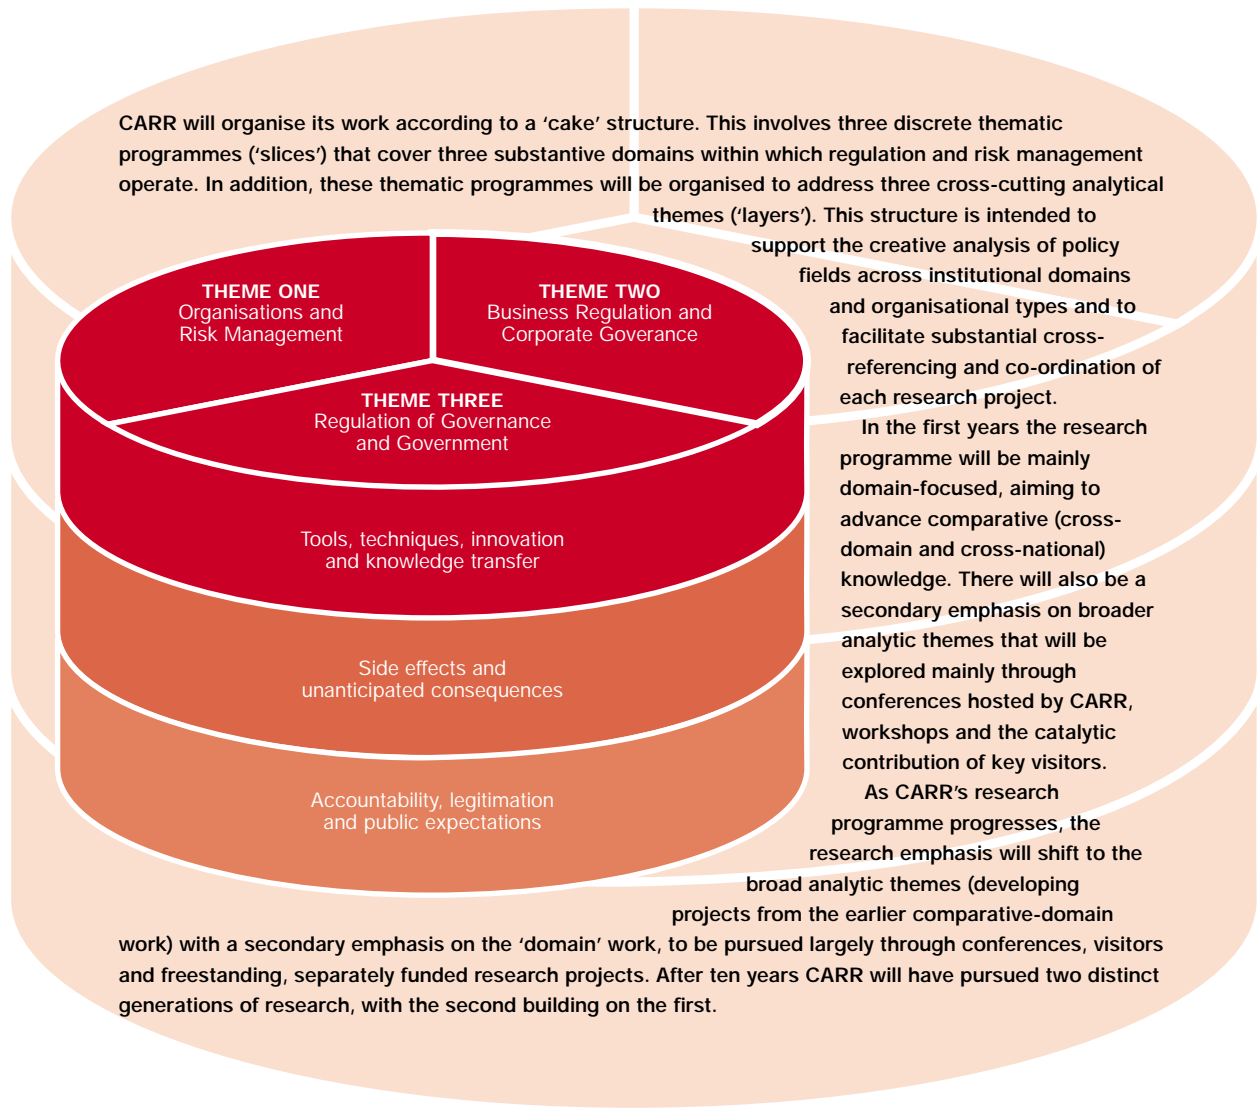 CARR will organise its work according to a ‘cake’ structure. This involves three discrete thematic
programmes (‘slices’) that cover three substantive domains within which regulation and risk management
operate. In addition, these thematic programmes will be organised to address three cross-cutting analytical
themes (‘layers’). This structure is intended to
support the creative analysis of policy
fields across institutional domains
and organisational types and to
facilitate substantial cross-
referencing and co-ordination of
each research project.
In the first years the research
programme will be mainly
domain-focused, aiming to
advance comparative (cross-
domain and cross-national)
knowledge. There will also be a
secondary emphasis on broader
analytic themes that will be
explored mainly through
conferences hosted by CARR,
workshops and the catalytic
contribution of key visitors.
As CARR’s research
programme progresses, the
research emphasis will shift to the
broad analytic themes (developing
projects from the earlier comparative-domain
work) with a secondary emphasis on the ‘domain’ work, to be pursued largely through conferences, visitors
and freestanding, separately funded research projects. After ten years CARR will have pursued two distinct
generations of research, with the second building on the first.
THEME ONE
Organisations and
Risk Management
THEME TWO
Business Regulation and
Corporate Goverance
THEME THREE
Regulation of Governance
and Government
Tools, techniques, innovation
and knowledge transfer
Side effects and
unanticipated consequences
Accountability, legitimation
and public expectations